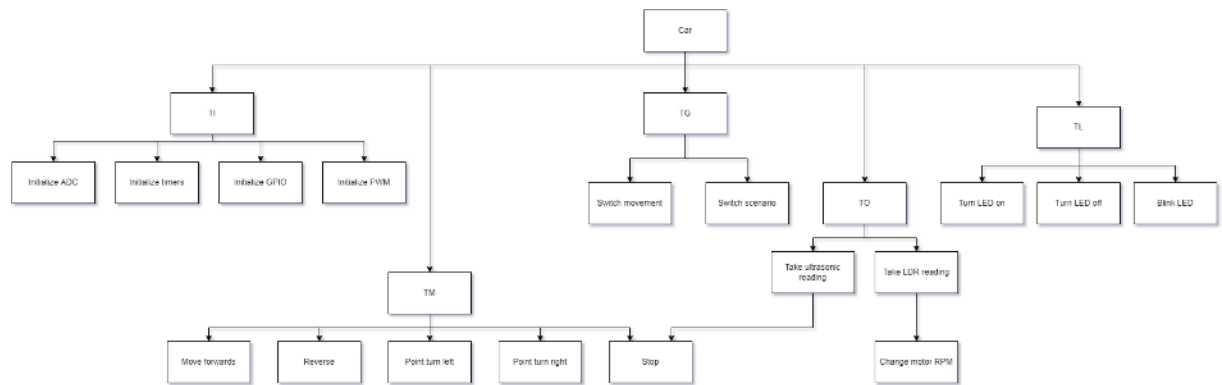 Car
TI
TG
TL
Initialize ADC
Initialize timers
Initialize GPIO
Initialize PWM
Switch movement
Switch scenario
TO
Turn LED on
Turn LED off
Blink LED
Take ultrasonic
reading
Take LDR reading
TM
Move forwards
Reverse
Point turn left
Point turn right
Stop
Change motor RPM